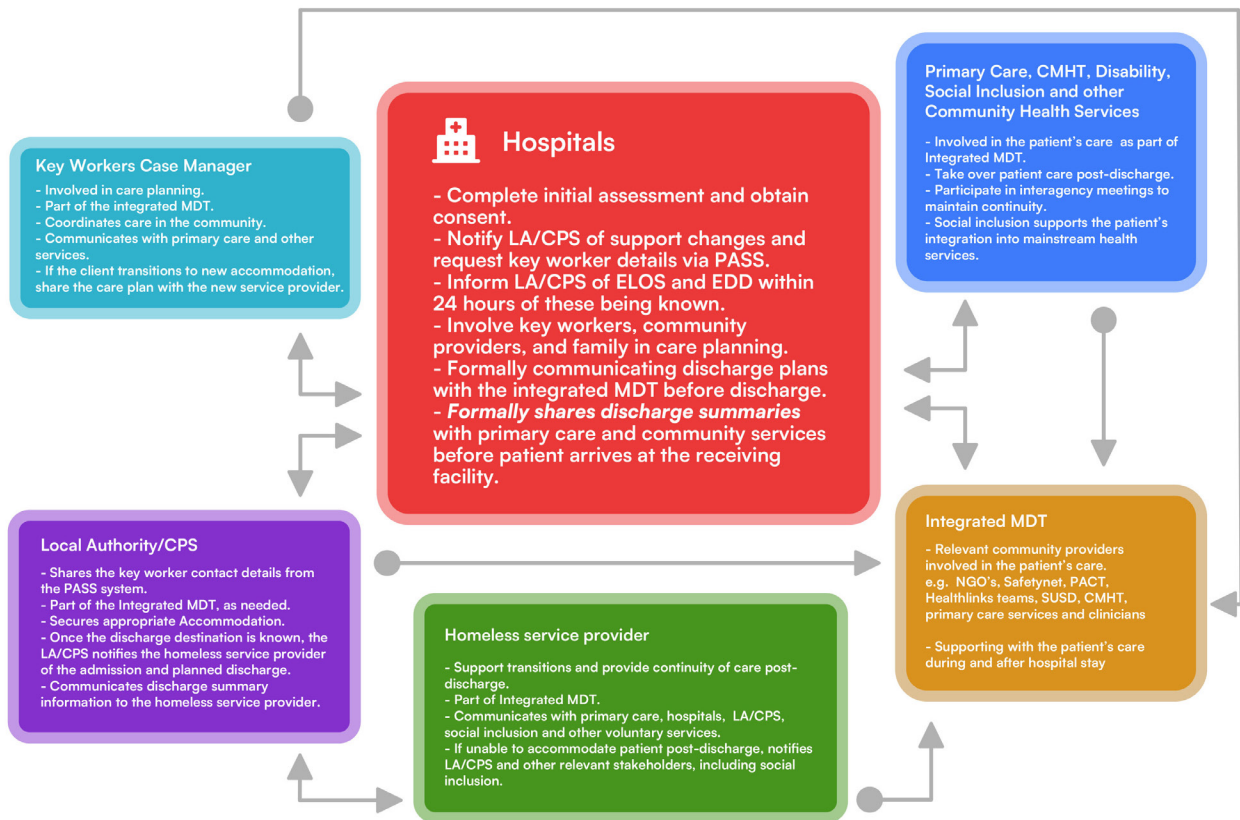 Key Workers Case Manager
- Involved in care planning.
- Part of the integrated MDT.
- Coordinates care in the community.
- Communicates with primary care and other
services.
- If the client transitions to new accommodation,
share the care plan with the new service provider.
Hospitals
- Complete initial assessment and obtain
consent.
- Notify LA/CPS of support changes and
request key worker details via PASS.
- Inform LA/CPS of ELOS and EDD within
24 hours of these being known.
- Involve key workers, community
providers, and family in care planning.
- Formally communicating discharge plans
with the integrated MDT before discharge.
- Formally shares discharge summaries
with primary care and community services
before patient arrives at the receiving
facility.
Primary Care, CMHT, Disability,
Social Inclusion and other
Community Health Services
- Involved in the patient's care as part of
Integrated MDT.
- Take over patient care post-discharge.
- Participate in interagency meetings to
maintain continuity.
- Social inclusion supports the patient's
integration into mainstream health
services.
Local Authority/CPS
- Shares the key worker contact details from
the PASS system.
- Part of the Integrated MDT, as needed.
- Secures appropriate Accommodation.
- Once the discharge destination is known, the
LA/CPS notifies the homeless service provider
of the admission and planned discharge.
- Communicates discharge summary
information to the homeless service provider.
Homeless service provider
- Support transitions and provide continuity of care post-
discharge.
- Part of Integrated MDT.
- Communicates with primary care, hospitals, LA/CPS,
social inclusion and other voluntary services.
- If unable to accommodate patient post-discharge, notifies
LA/CPS and other relevant stakeholders, including social
inclusion.
Integrated MDT
- Relevant community providers
involved in the patient's care.
e.g. NGO's, Safetynet, PACT,
Healthlinks teams, SUSD, CMHT,
primary care services and clinicians
- Supporting with the patient's care
during and after hospital stay